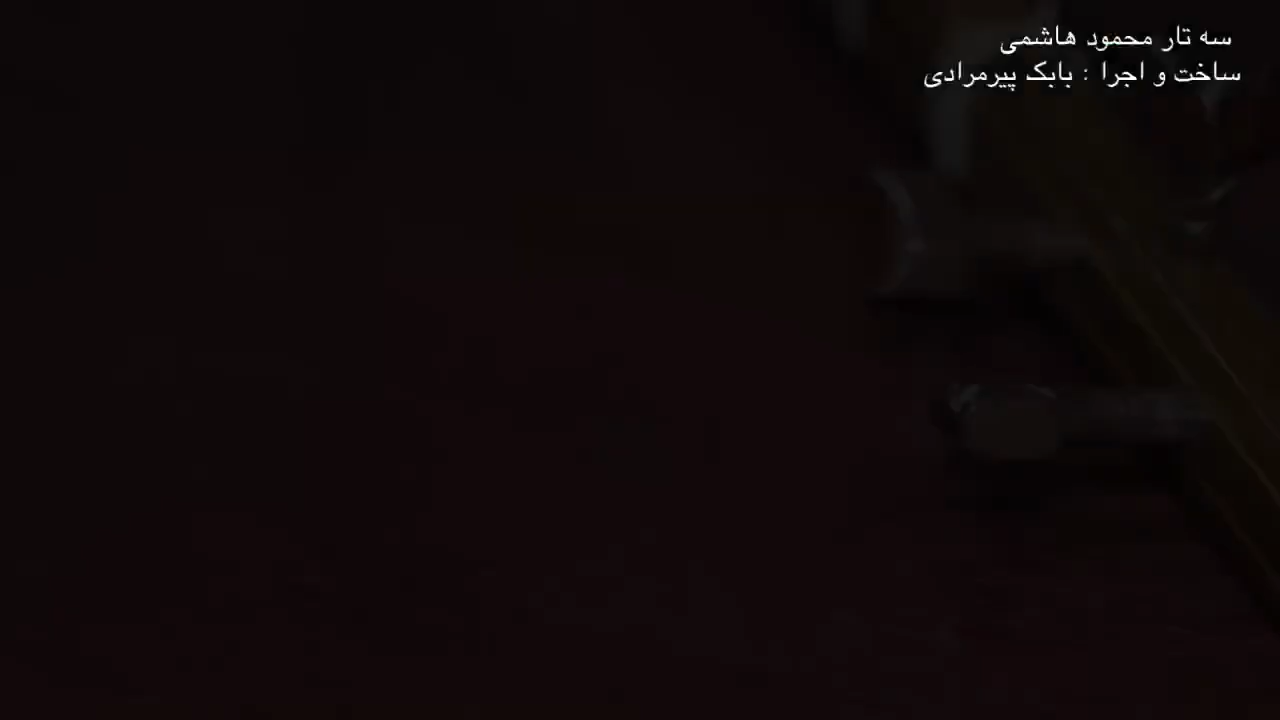 سه تار محمود هاشمی
ساخت و اجرا : بابک پیرمرادی